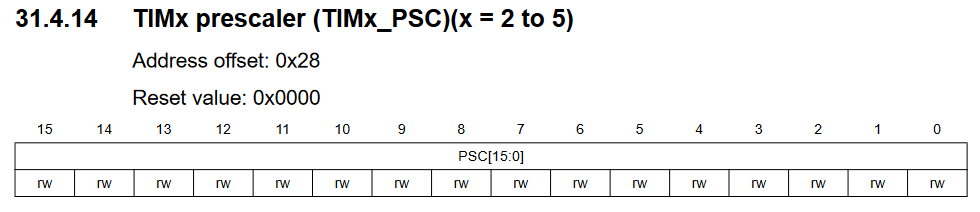 31.4.14 TIMx prescaler (TIMx_PSC)(x = 2 to 5)
Address offset: 0x28
Reset value: 0x0000
15 14 13 12 11 10 9 8 7 6 5 4 3 2 1 0
PSC[15:0]
rw rw rw rw rw rw rw rw rw rw rw rw rw rw rw rw